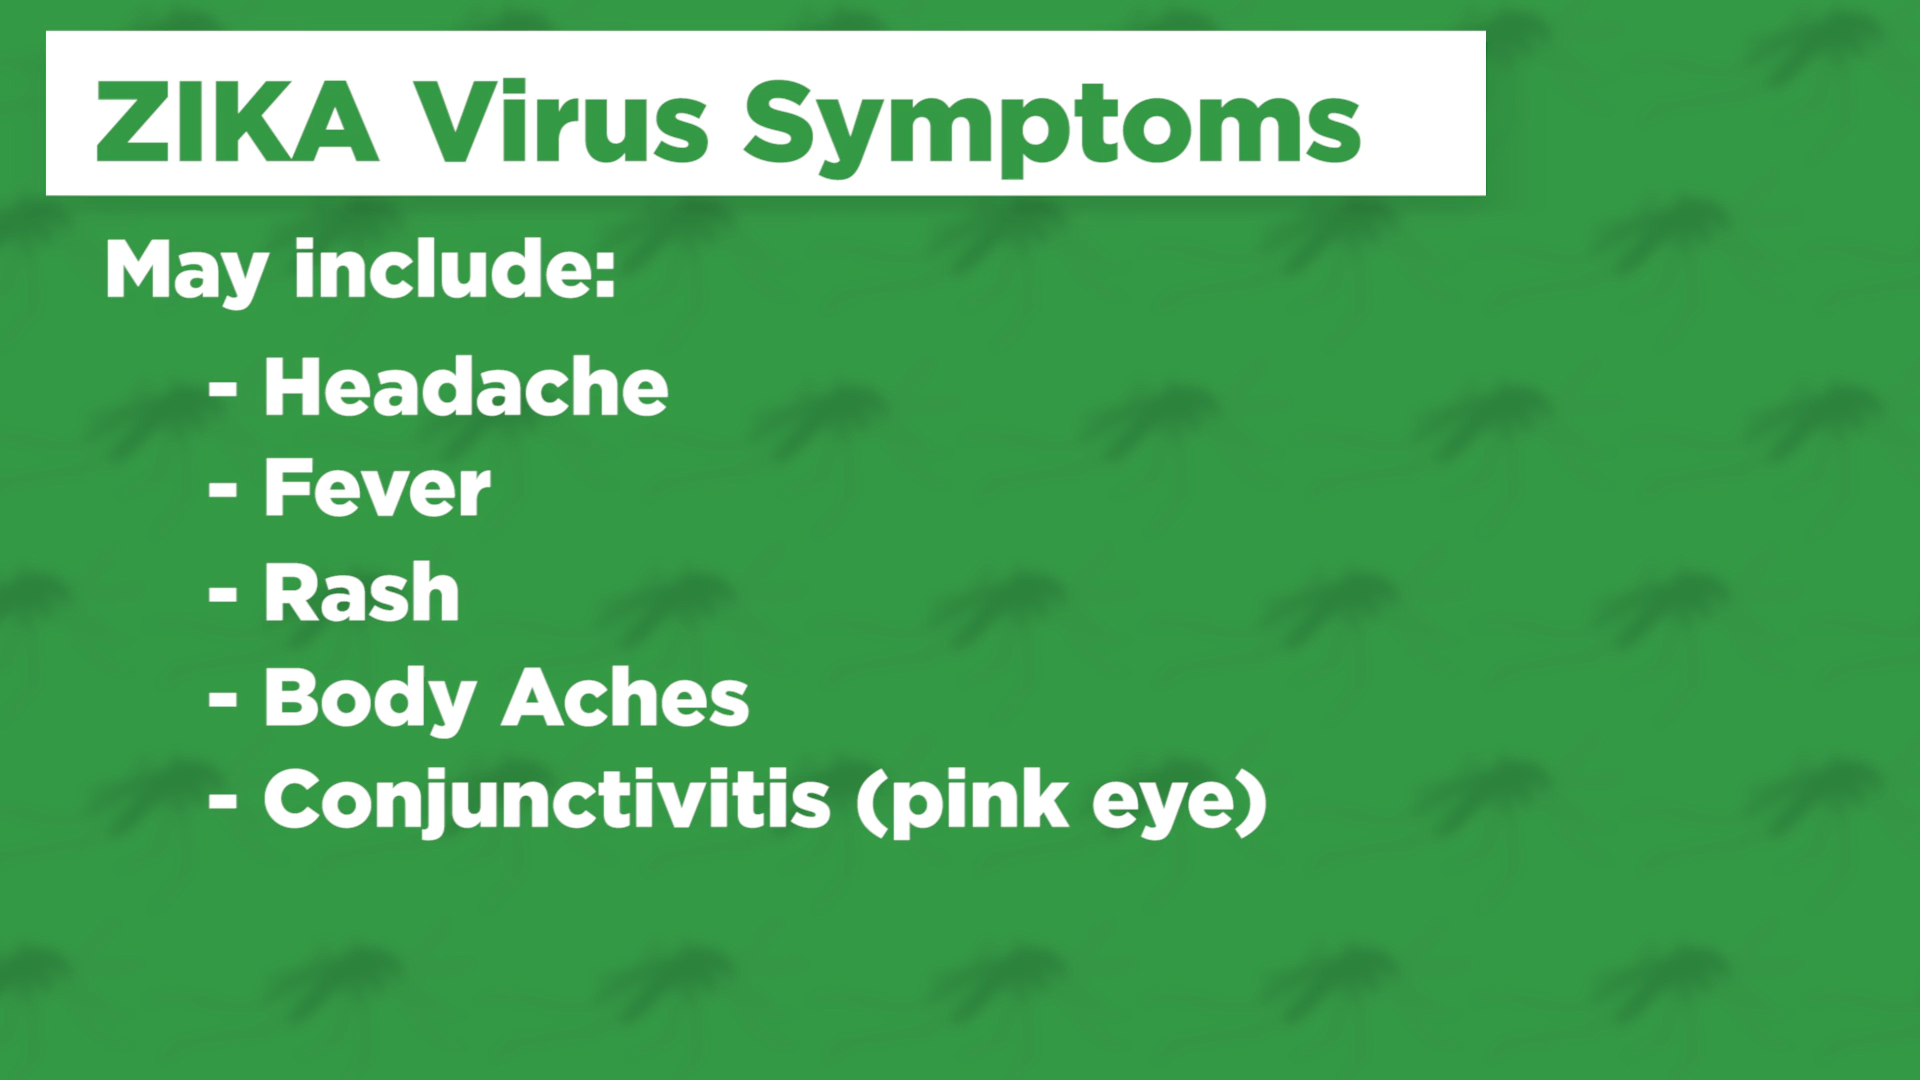 ZIKA Virus Symptoms
May include:
- Headache
- Fever
- Rash
- Body Aches
- Conjunctivitis (pink eye)